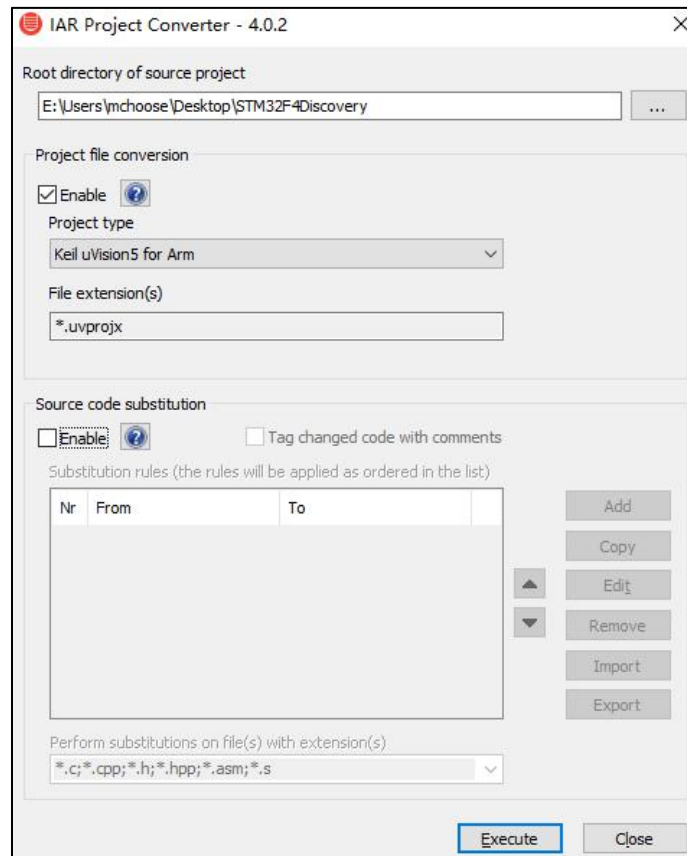 IAR Project Converter - 4.0.2
Root directory of source project
E:\Users\mchoose\Desktop\STM32F4Discovery
...
Project file conversion
Enable
Project type
Keil uVision5 for Arm
File extension(s)
*.uvprojx
Source code substitution
Enable Tag changed code with comments
Substitution rules (the rules will be applied as ordered in the list)
Nr From To
Add
Copy
Edit
Remove
Import
Export
Perform substitutions on file(s) with extension(s)
*.c;*.cpp;*.h;*.hpp;*.asm;*.s
Execute Close